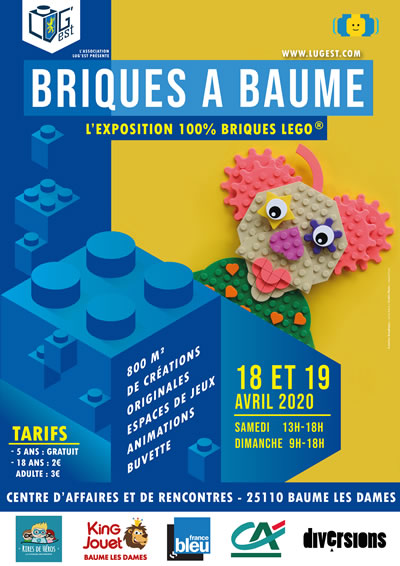 LUG'
est
L'ASSOCIATION
LUG'EST PRÉSENTE
WWW.LUGEST.COM
BRIQUES A BAUME
L'EXPOSITION 100% BRIQUES LEGO®
800 M²
DE CRÉATIONS
ORIGINALES
ESPACES DE JEUX
ANIMATIONS
BUVETTE
18 ET 19
AVRIL 2020
SAMEDI 13H-18H
DIMANCHE 9H-18H
TARIFS
- 5 ANS : GRATUIT
- 18 ANS : 2€
ADULTE : 3€
CENTRE D'AFFAIRES ET DE RENCONTRES - 25110 BAUME LES DAMES
RÊVES DE HÉROS
King
Jouet
BAUME LES DAMES
france
bleu
CA
diversions